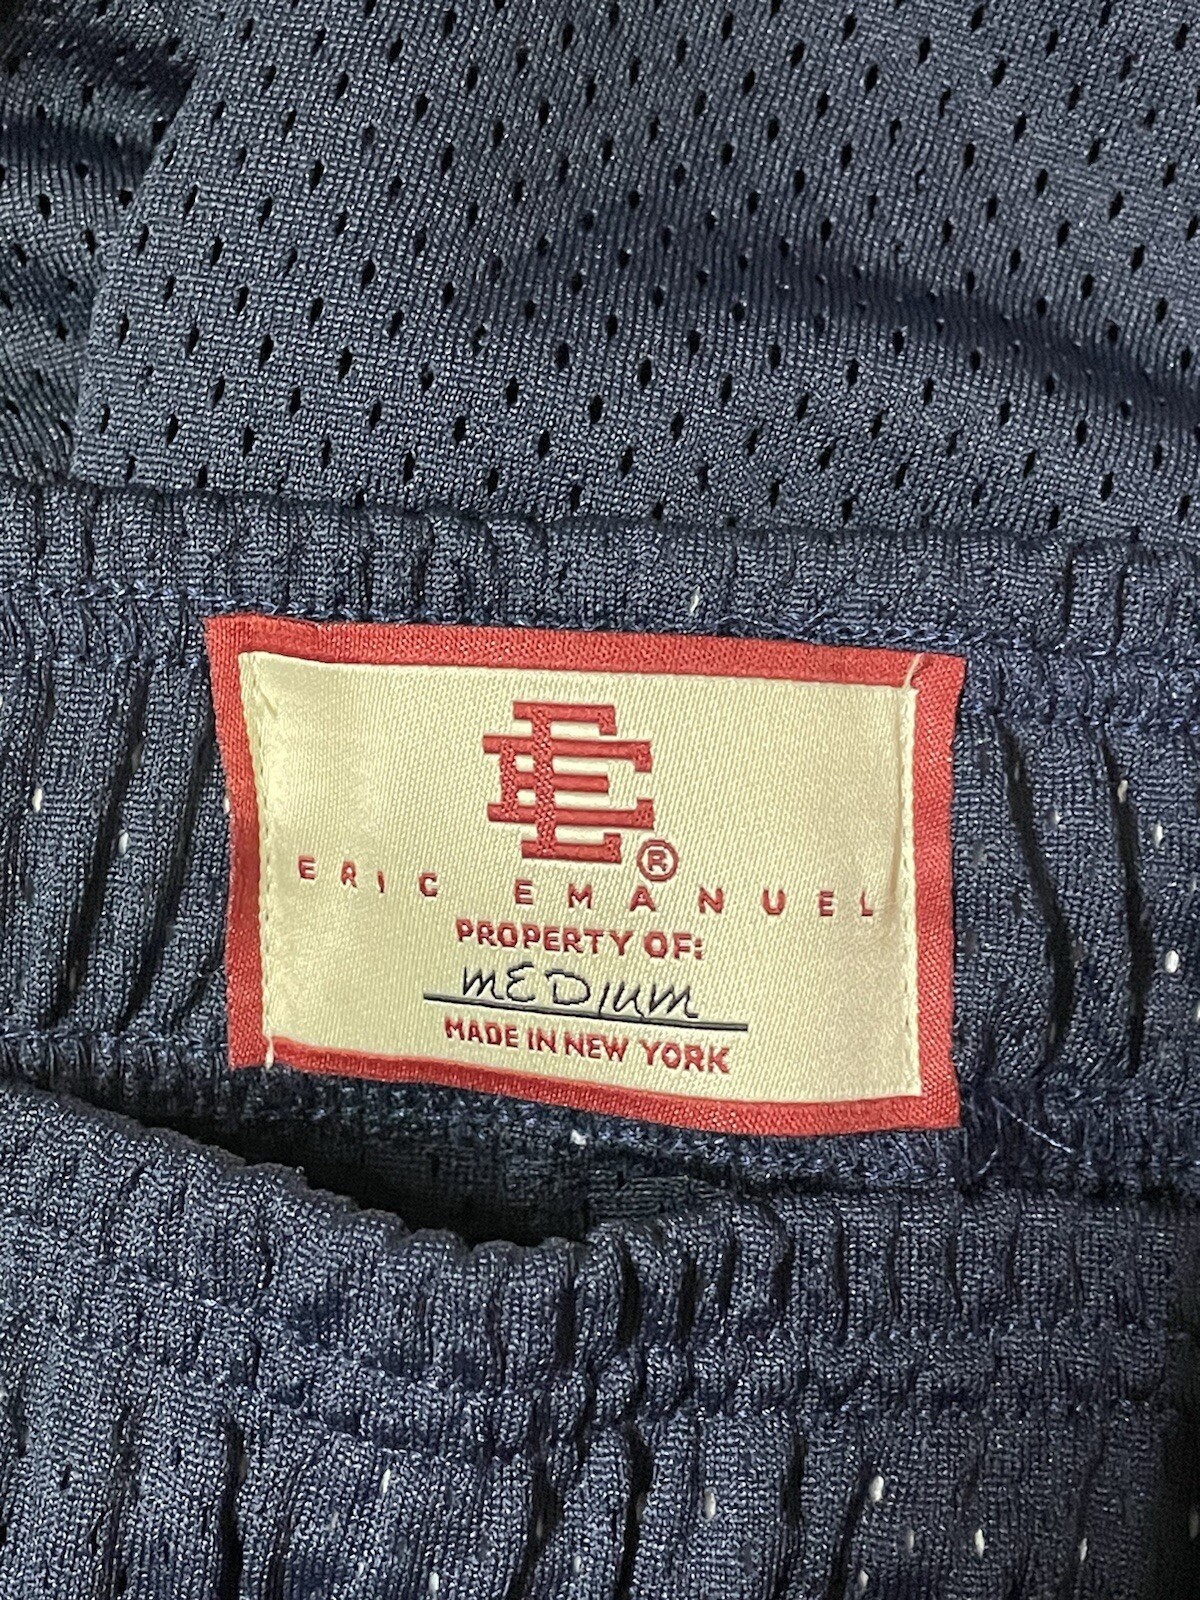 EE®
ERIC EMANUEL
PROPERTY OF:
mEDIum
MADE IN NEW YORK